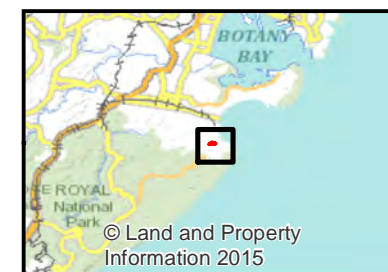 BOTANY
BAY
ROYAL
National
Park
© Land and Property
Information 2015